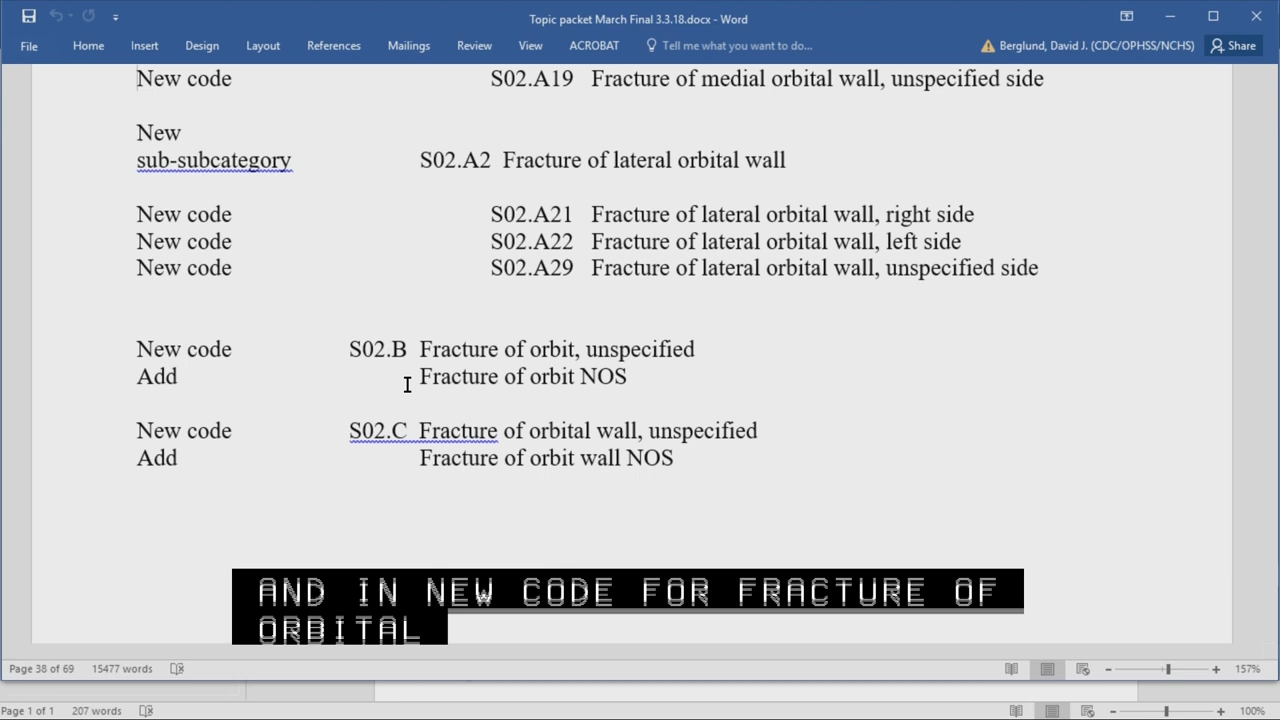 Topic packet March Final 3.3.18.docx - Word
File Home Insert Design Layout References Mailings Review View ACROBAT Tell me what you want to do... Berglund, David J. (CDC/OPHSS/NCHS) Share
New code S02.A19 Fracture of medial orbital wall, unspecified side
New
sub-subcategory S02.A2 Fracture of lateral orbital wall
New code S02.A21 Fracture of lateral orbital wall, right side
New code S02.A22 Fracture of lateral orbital wall, left side
New code S02.A29 Fracture of lateral orbital wall, unspecified side
New code S02.B Fracture of orbit, unspecified
Add Fracture of orbit NOS
New code S02.C Fracture of orbital wall, unspecified
Add Fracture of orbit wall NOS
AND IN NEW CODE FOR FRACTURE OF
ORBITAL
Page 38 of 69 15477 words 157%
Page 1 of 1 207 words 100%